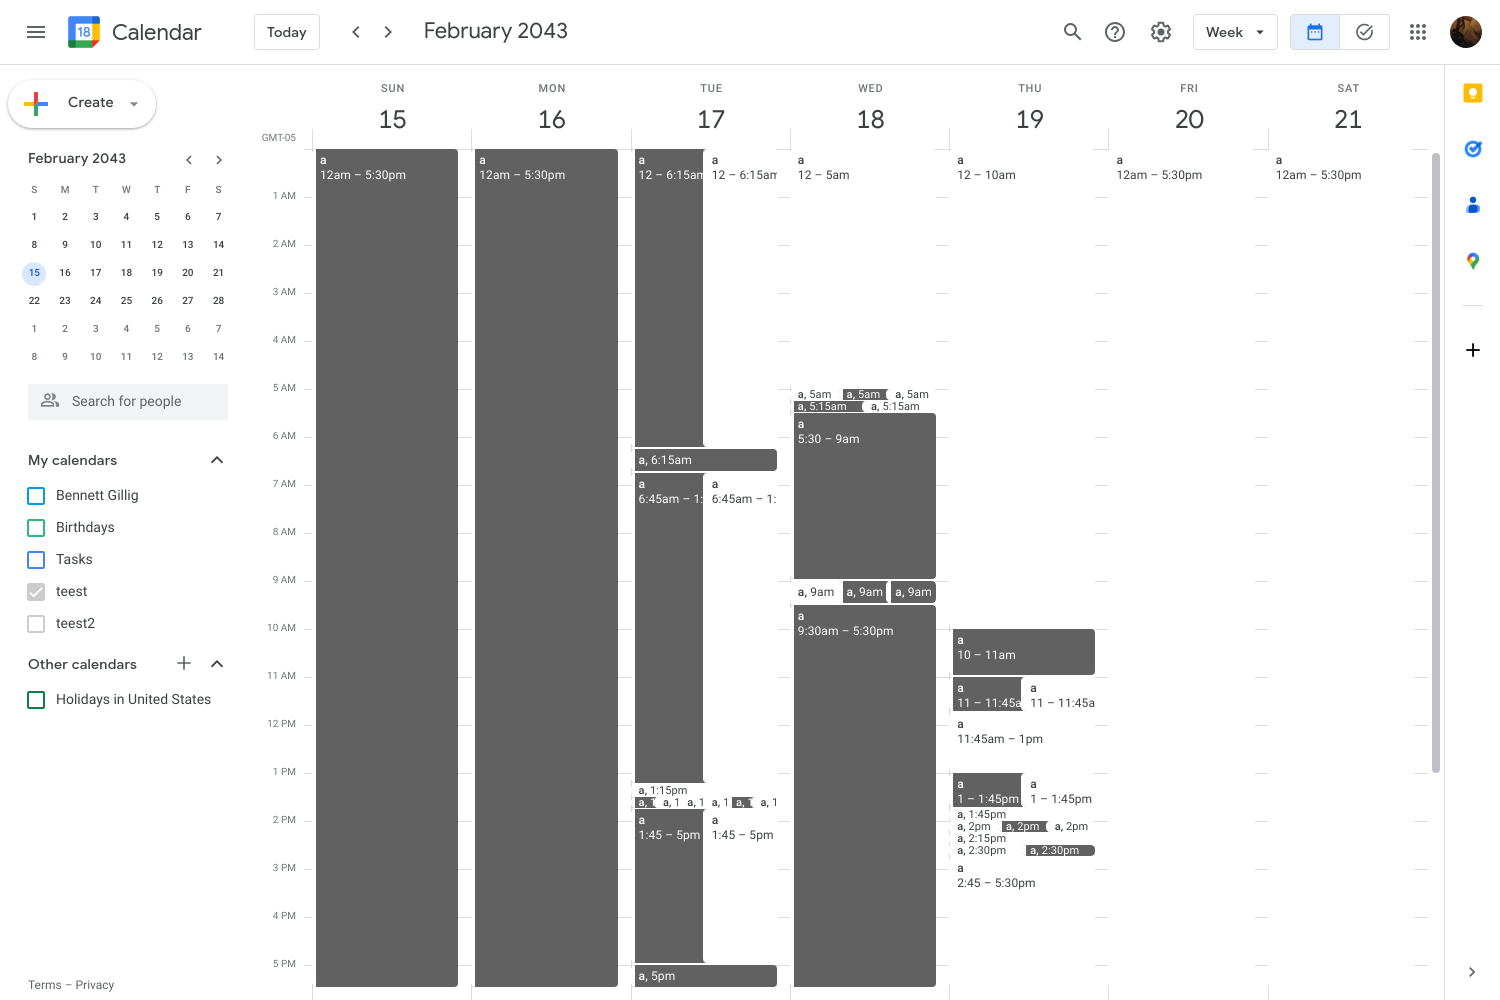 18 Calendar Today February 2043 Week
Create
February 2043
S M T W T F S
1 2 3 4 5 6 7
8 9 10 11 12 13 14
15 16 17 18 19 20 21
22 23 24 25 26 27 28
1 2 3 4 5 6 7
8 9 10 11 12 13 14
Search for people
My calendars
Bennett Gillig
Birthdays
Tasks
teest
teest2
Other calendars
Holidays in United States
Terms – Privacy
SUN MON TUE WED THU FRI SAT
15 16 17 18 19 20 21
GMT-05
1 AM
2 AM
3 AM
4 AM
5 AM
6 AM
7 AM
8 AM
9 AM
10 AM
11 AM
12 PM
1 PM
2 PM
3 PM
4 PM
5 PM
a
12am – 5:30pm
a
12am – 5:30pm
a
12 – 6:15am
a
12 – 6:15am
a, 6:15am
a
6:45am – 1:
a
6:45am – 1:
a, 1:15pm
a, 1 a, 1 a, 1 a, 1 a, 1 a, 1
a
1:45 – 5pm
a
1:45 – 5pm
a, 5pm
a
12 – 5am
a, 5am a, 5am a, 5am
a, 5:15am a, 5:15am
a
5:30 – 9am
a, 9am a, 9am a, 9am
a
9:30am – 5:30pm
a
12 – 10am
a
10 – 11am
a
11 – 11:45a
a
11 – 11:45a
a
11:45am – 1pm
a
1 – 1:45pm
a
1 – 1:45pm
a, 1:45pm
a, 2pm a, 2pm a, 2pm
a, 2:15pm
a, 2:30pm a, 2:30pm
a
2:45 – 5:30pm
a
12am – 5:30pm
a
12am – 5:30pm